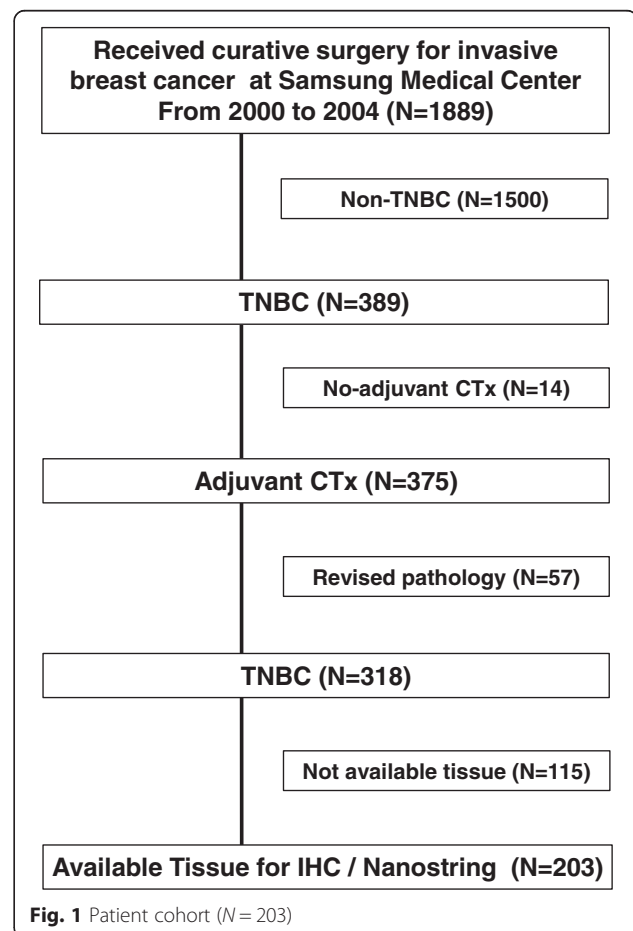 Received curative surgery for invasive
breast cancer at Samsung Medical Center
From 2000 to 2004 (N=1889)
Non-TNBC (N=1500)
TNBC (N=389)
No-adjuvant CTx (N=14)
Adjuvant CTx (N=375)
Revised pathology (N=57)
TNBC (N=318)
Not available tissue (N=115)
Available Tissue for IHC / Nanostring (N=203)
Fig. 1 Patient cohort (N = 203)